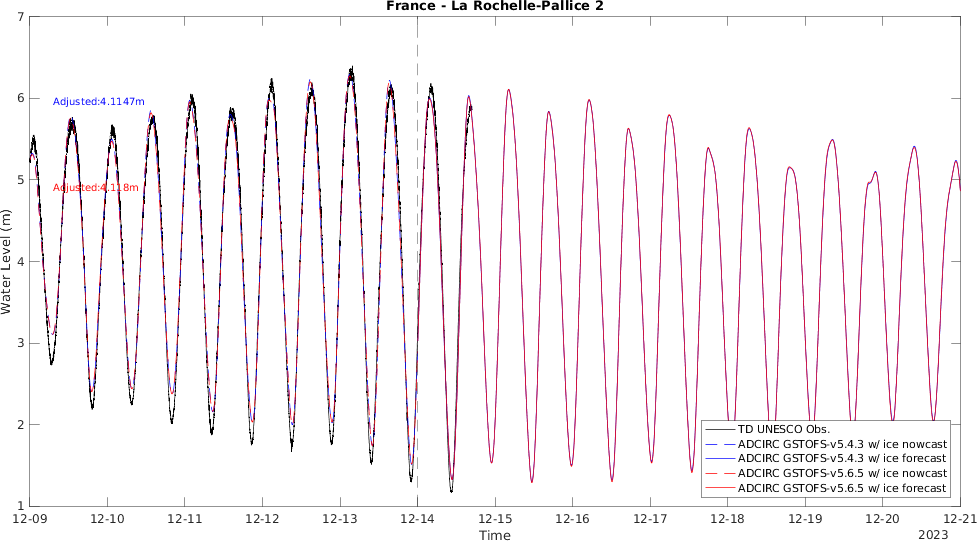 France - La Rochelle-Pallice 2
7
6
5
4
3
2
1
Water Level (m)
Adjusted:4.1147m
Adjusted:4.118m
TD UNESCO Obs.
ADCIRC GSTOFS-v5.4.3 w/ ice nowcast
ADCIRC GSTOFS-v5.4.3 w/ ice forecast
ADCIRC GSTOFS-v5.6.5 w/ ice nowcast
ADCIRC GSTOFS-v5.6.5 w/ ice forecast
12-09 12-10 12-11 12-12 12-13 12-14 12-15 12-16 12-17 12-18 12-19 12-20 12-21
Time
2023